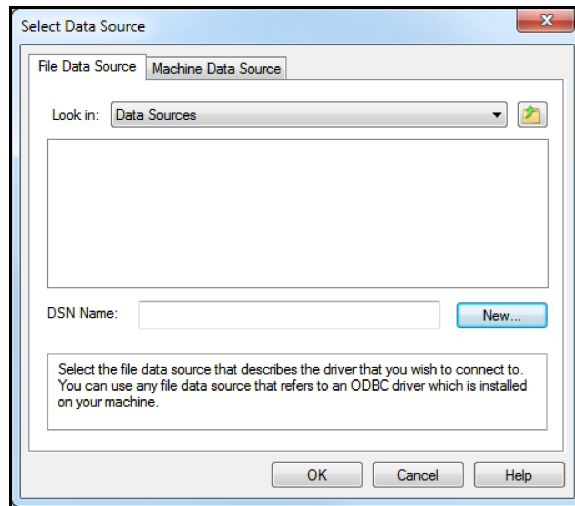 Select Data Source
File Data Source
Machine Data Source
Look in:
Data Sources
DSN Name:
New...
Select the file data source that describes the driver that you wish to connect to.
You can use any file data source that refers to an ODBC driver which is installed
on your machine.
OK
Cancel
Help